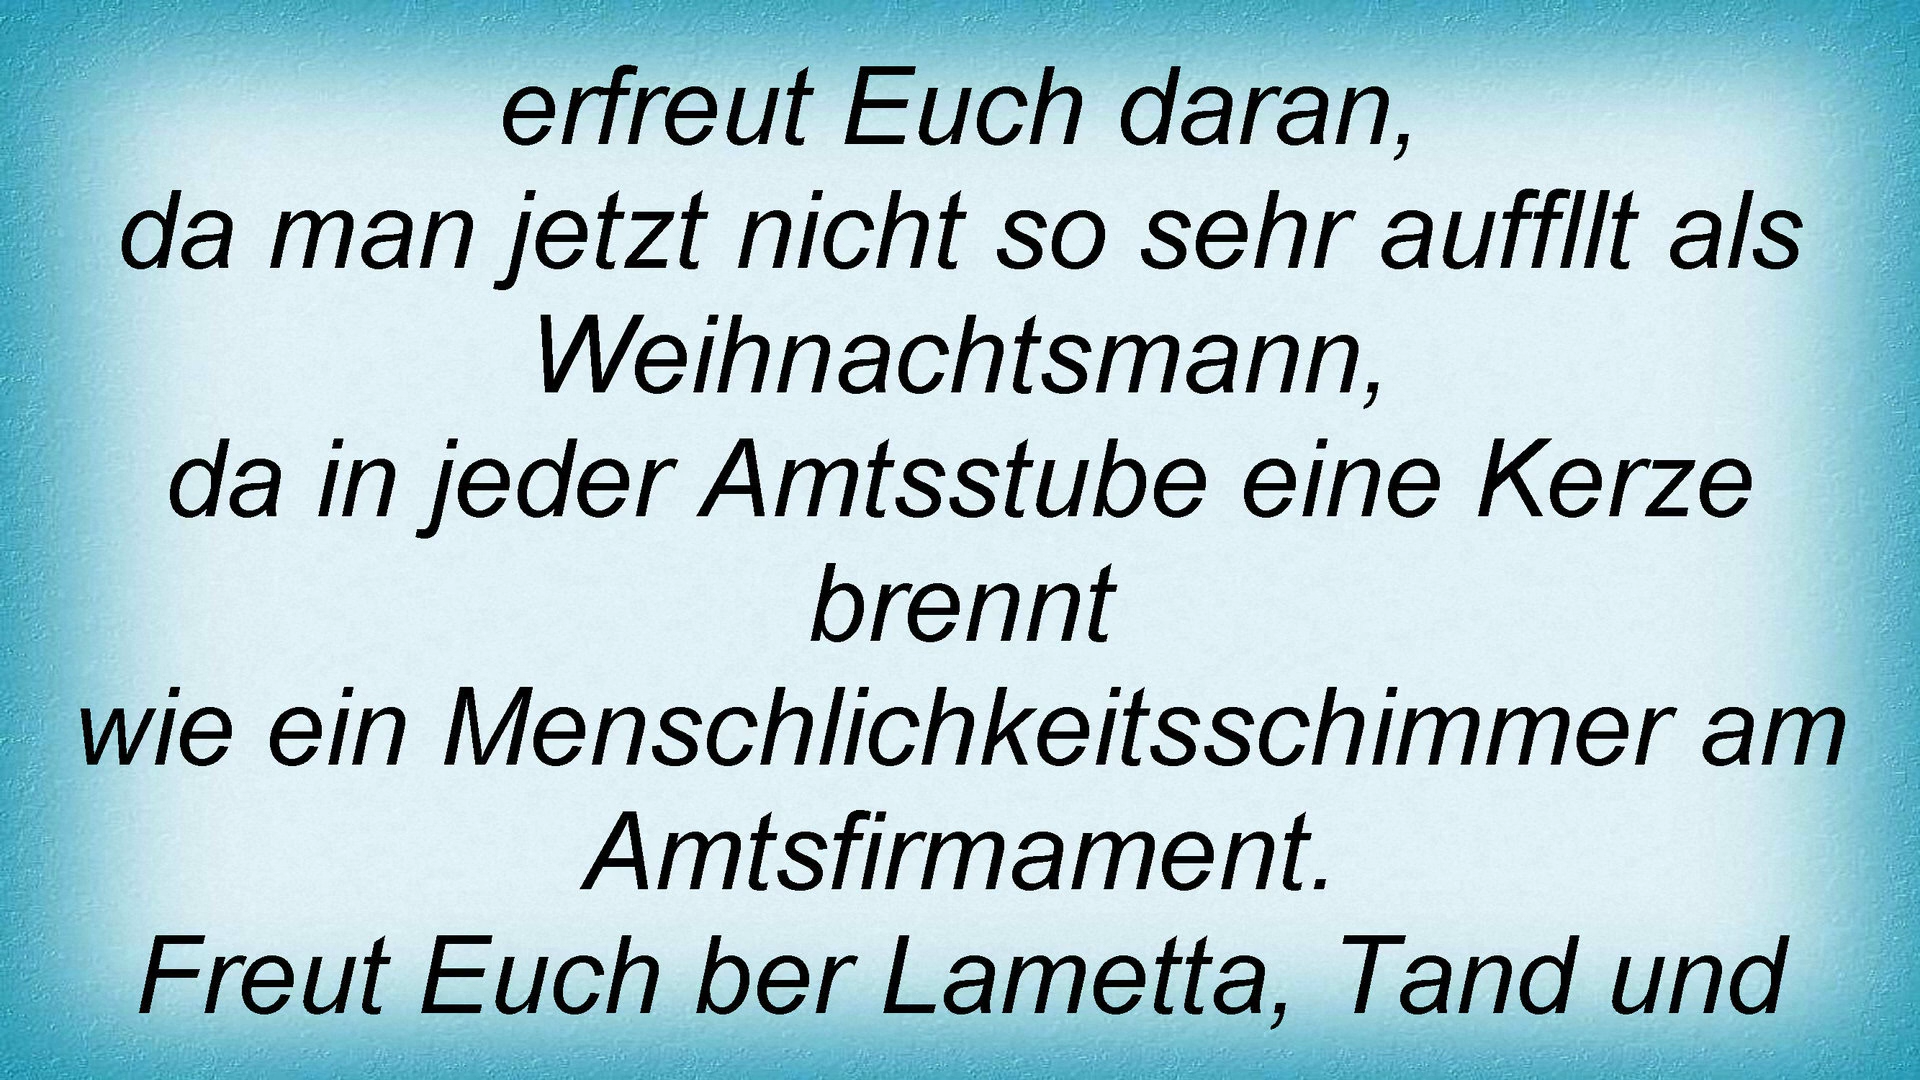 erfreut Euch daran,
da man jetzt nicht so sehr auffllt als
Weihnachtsmann,
da in jeder Amtsstube eine Kerze
brennt
wie ein Menschlichkeitsschimmer am
Amtsfirmament.
Freut Euch ber Lametta, Tand und